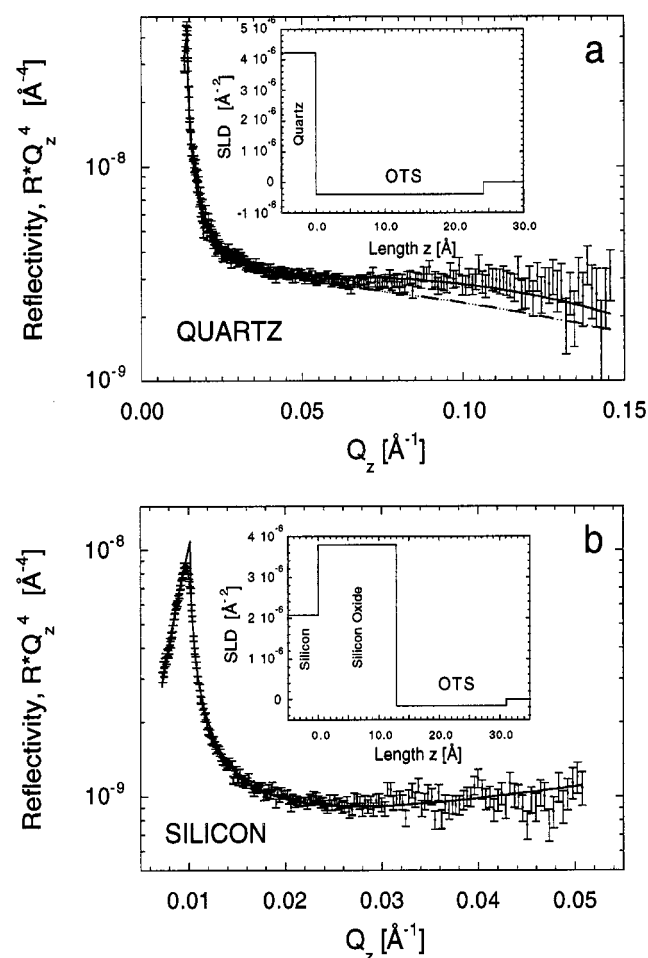 a
Reflectivity, R*Q_z^4 [Å^-4]
10^-8
10^-9
QUARTZ
0.00 0.05 0.10 0.15
Q_z [Å^-1]
SLD [Å^-2]
5 10^-6
4 10^-6
3 10^-6
2 10^-6
1 10^-6
0
-1 10^-6
Quartz
OTS
0.0 10.0 20.0 30.0
Length z [Å]
b
Reflectivity, R*Q_z^4 [Å^-4]
10^-8
10^-9
SILICON
0.01 0.02 0.03 0.04 0.05
Q_z [Å^-1]
SLD [Å^-2]
4 10^-6
3 10^-6
2 10^-6
1 10^-6
0
Silicon
Silicon Oxide
OTS
0.0 10.0 20.0 30.0
Length z [Å]